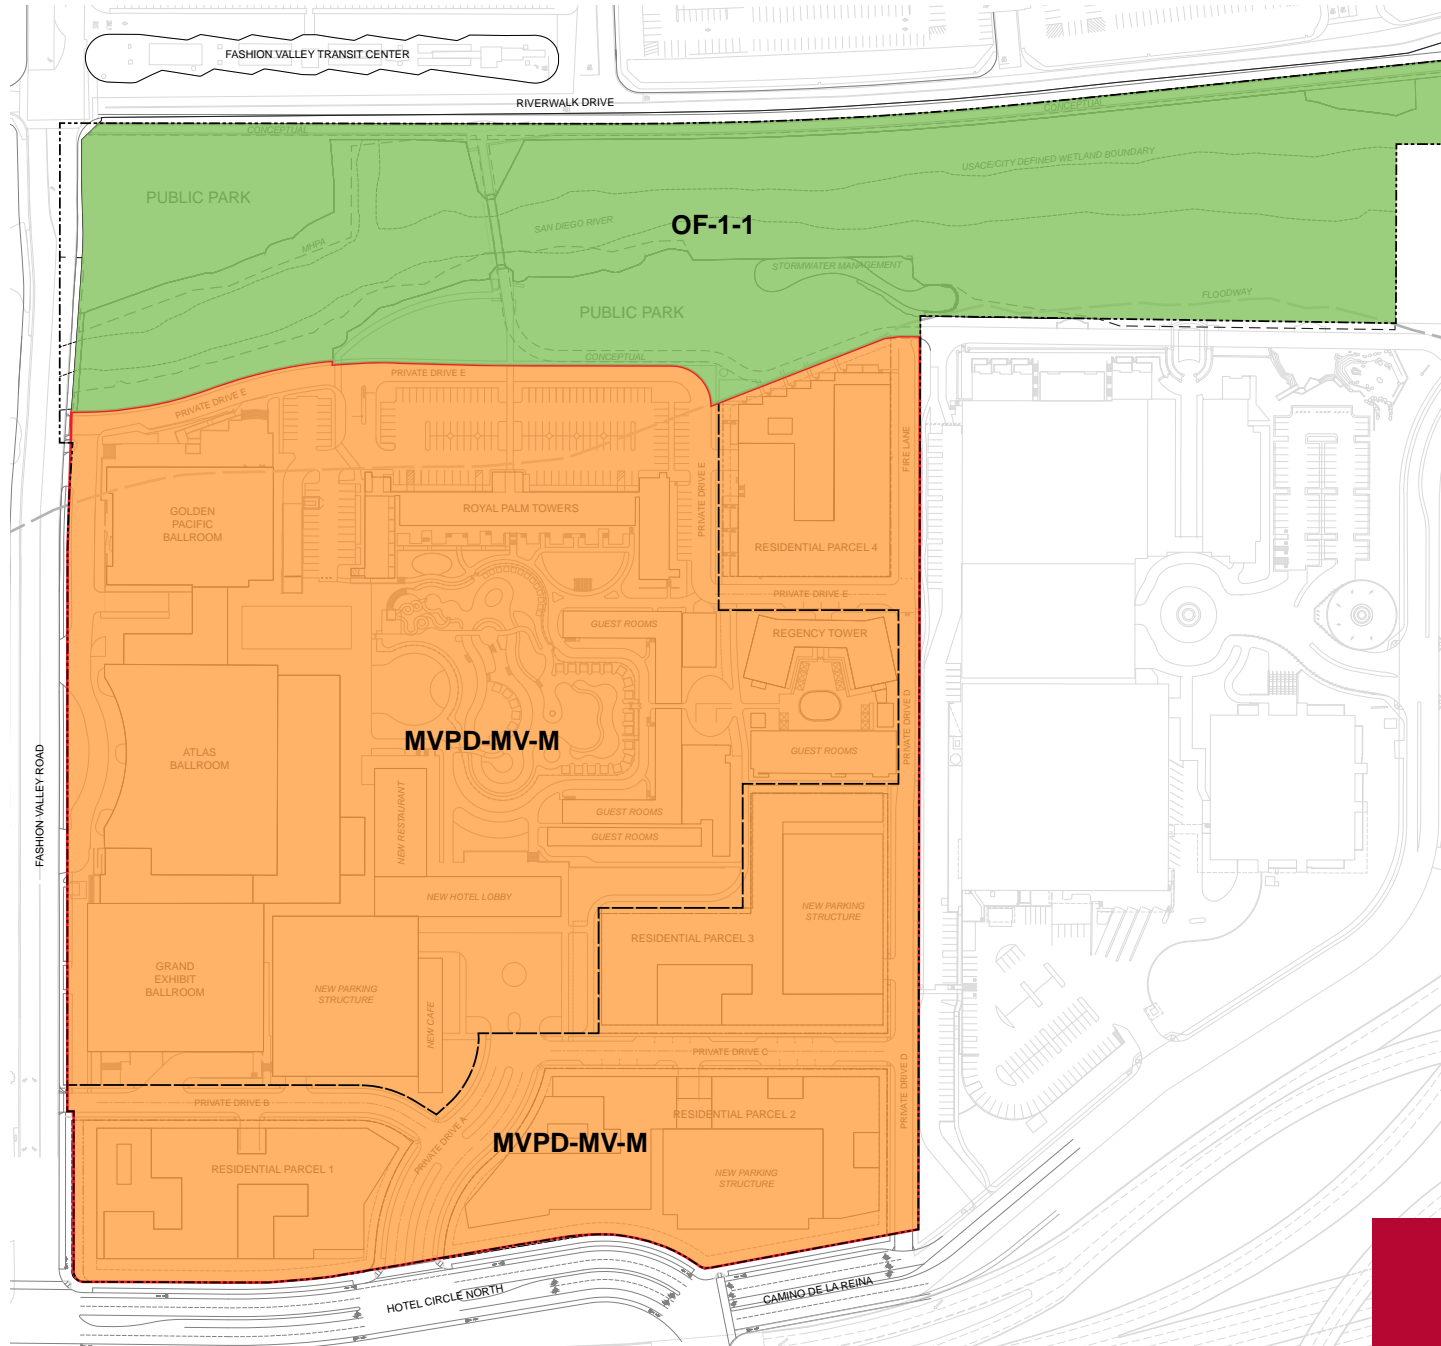 FASHION VALLEY TRANSIT CENTER
RIVERWALK DRIVE
CONCEPTUAL
CONCEPTUAL
USACE/CITY DEFINED WETLAND BOUNDARY
PUBLIC PARK
SAN DIEGO RIVER
OF-1-1
MHPA
STORMWATER MANAGEMENT
FLOODWAY
PUBLIC PARK
CONCEPTUAL
PRIVATE DRIVE E
PRIVATE DRIVE E
FIRE LANE
PRIVATE DRIVE E
GOLDEN
PACIFIC
BALLROOM
ROYAL PALM TOWERS
RESIDENTIAL PARCEL 4
PRIVATE DRIVE E
GUEST ROOMS
REGENCY TOWER
PRIVATE DRIVE D
MVPD-MV-M
ATLAS
BALLROOM
GUEST ROOMS
FASHION VALLEY ROAD
NEW RESTAURANT
GUEST ROOMS
GUEST ROOMS
NEW HOTEL LOBBY
NEW PARKING
STRUCTURE
RESIDENTIAL PARCEL 3
GRAND
EXHIBIT
BALLROOM
NEW PARKING
STRUCTURE
NEW CAFE
PRIVATE DRIVE C
PRIVATE DRIVE D
PRIVATE DRIVE B
PRIVATE DRIVE A
RESIDENTIAL PARCEL 2
MVPD-MV-M
RESIDENTIAL PARCEL 1
NEW PARKING
STRUCTURE
HOTEL CIRCLE NORTH
CAMINO DE LA REINA